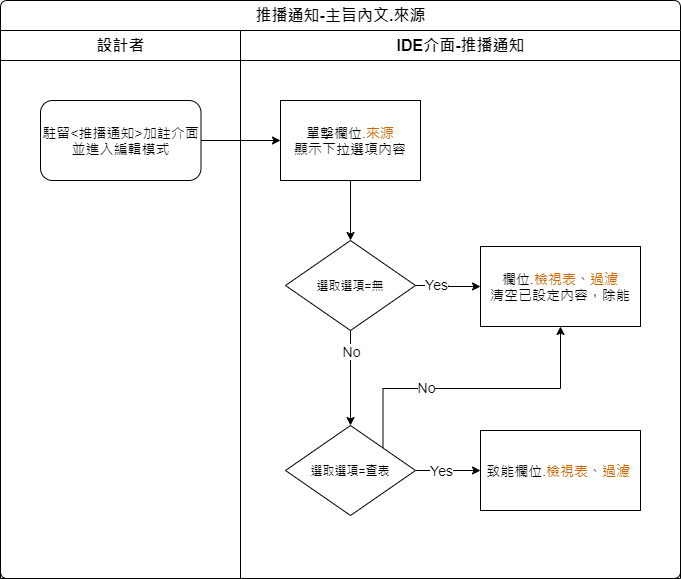 推播通知-主旨內文.來源
設計者
IDE介面-推播通知
駐留<推播通知>加註介面
並進入編輯模式
單擊欄位.來源
顯示下拉選項內容
選取選項=無
Yes
欄位.檢視表、過濾
清空已設定內容，除能
No
No
選取選項=查表
Yes
致能欄位.檢視表、過濾